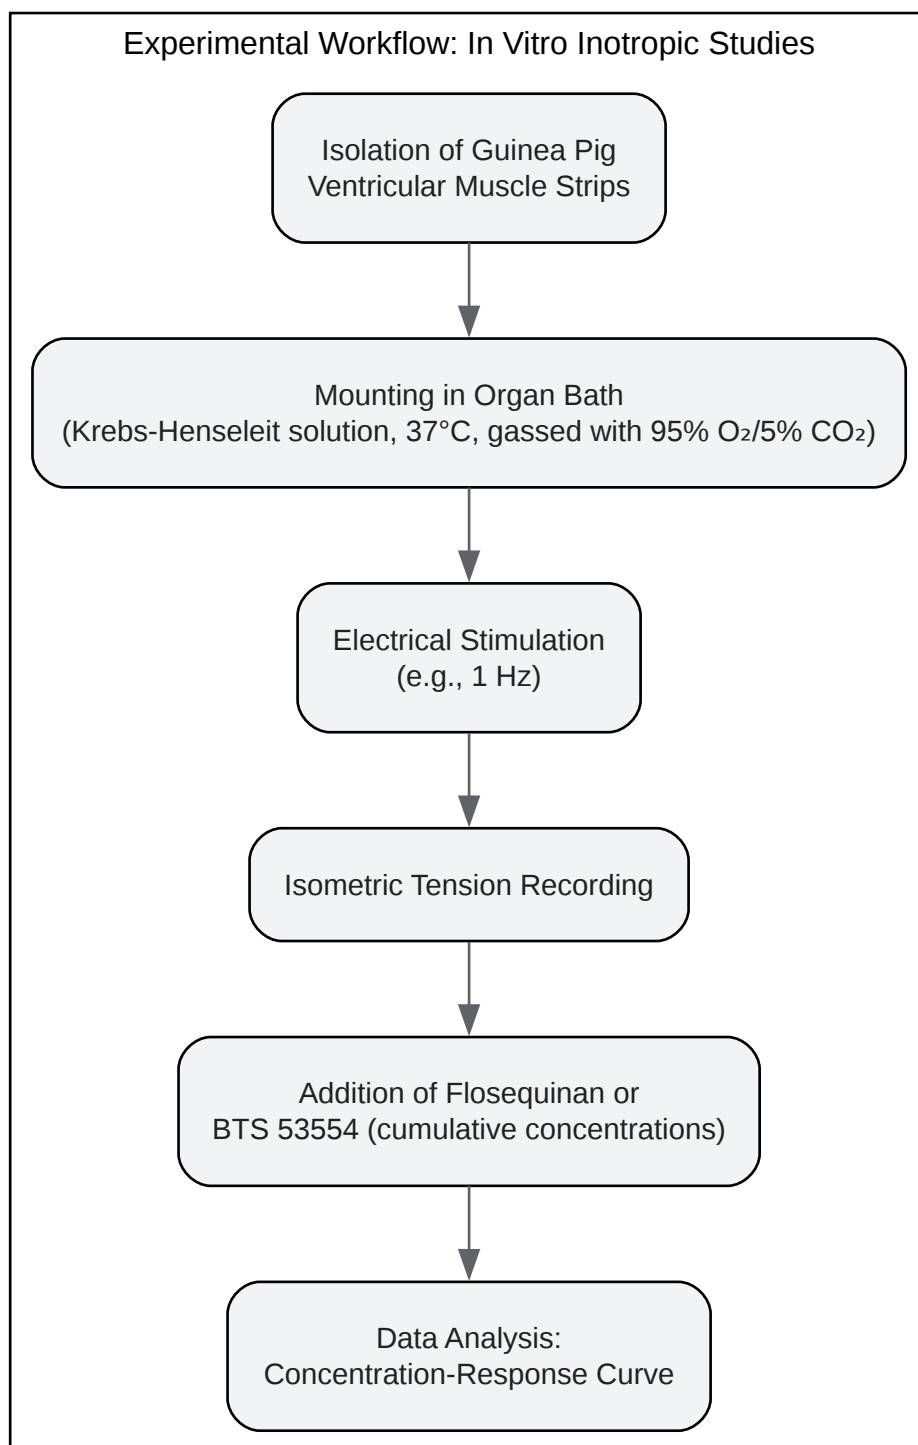 Experimental Workflow: In Vitro Inotropic Studies
Isolation of Guinea Pig
Ventricular Muscle Strips
Mounting in Organ Bath
(Krebs-Henseleit solution, 37°C, gassed with 95% O₂/5% CO₂)
Electrical Stimulation
(e.g., 1 Hz)
Isometric Tension Recording
Addition of Flosequinan or
BTS 53554 (cumulative concentrations)
Data Analysis:
Concentration-Response Curve